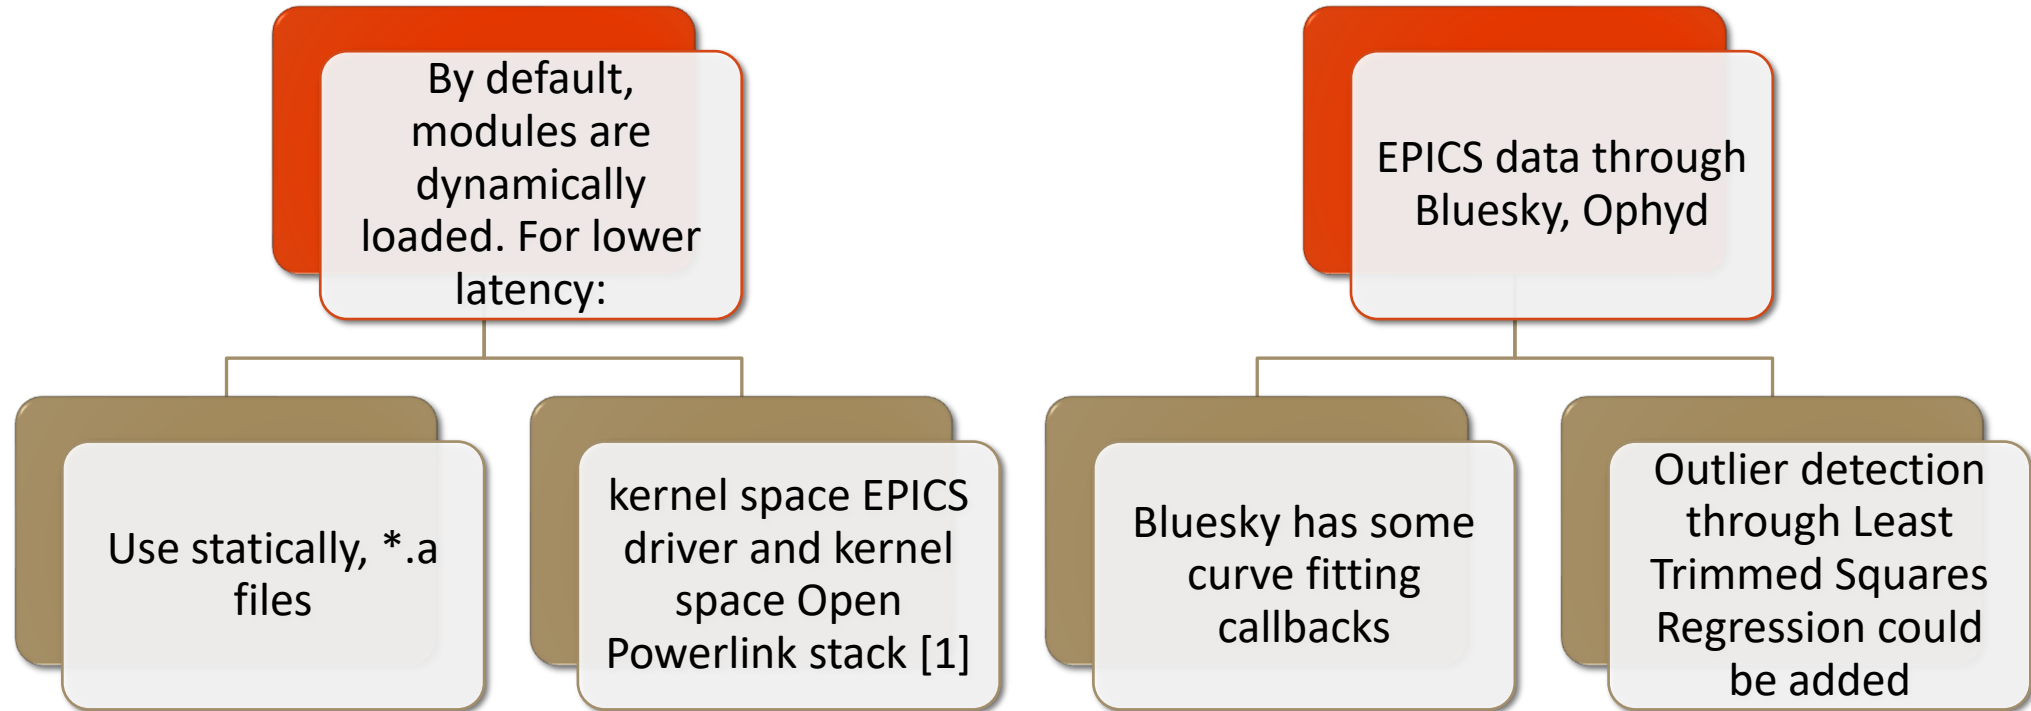 By default,
modules are
dynamically
loaded. For lower
latency:
EPICS data through
Bluesky, Ophyd
Use statically, *.a
files
kernel space EPICS
driver and kernel
space Open
Powerlink stack [1]
Bluesky has some
curve fitting
callbacks
Outlier detection
through Least
Trimmed Squares
Regression could
be added